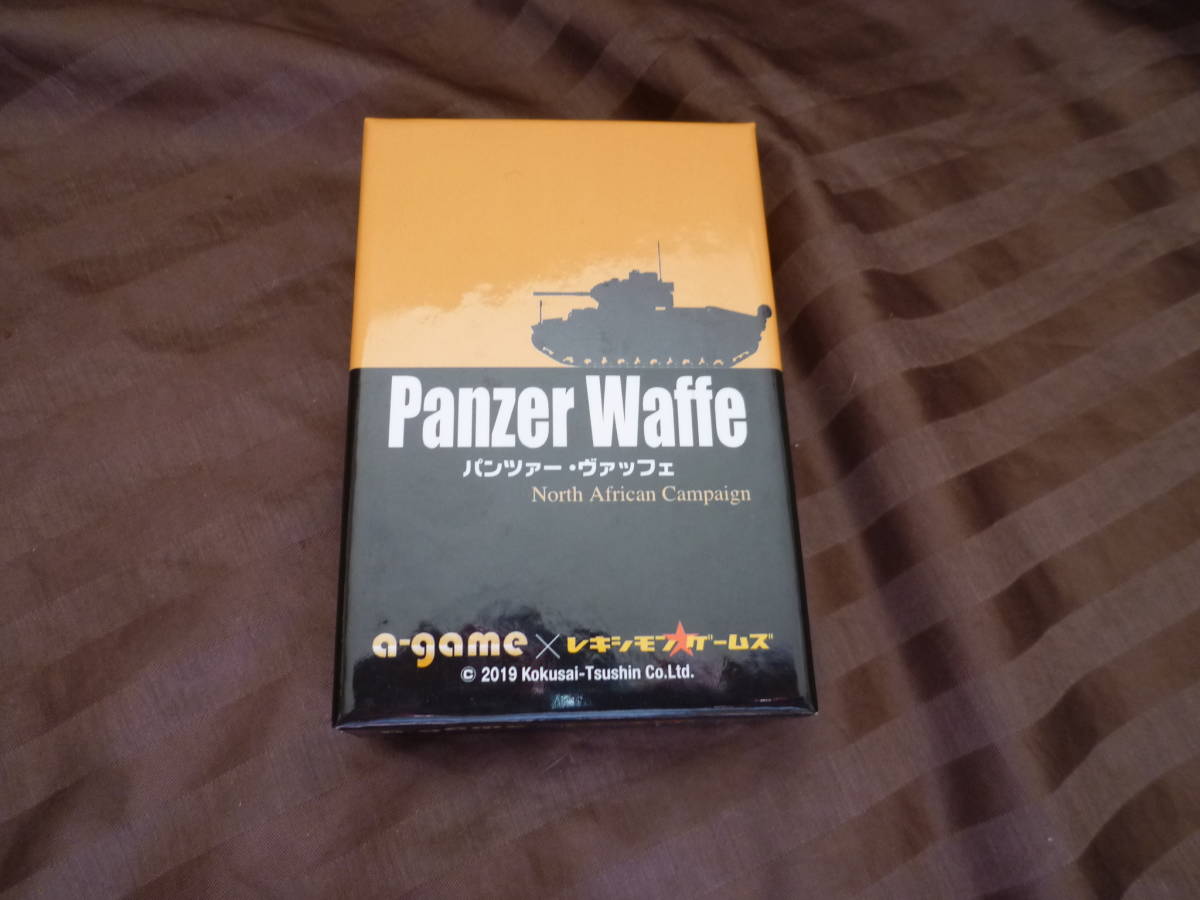 Panzer Waffe
パンツァー・ヴァッフェ
North African Campaign
a-game×レキシモン★ゲームズ
© 2019 Kokusai-Tsushin Co.Ltd.